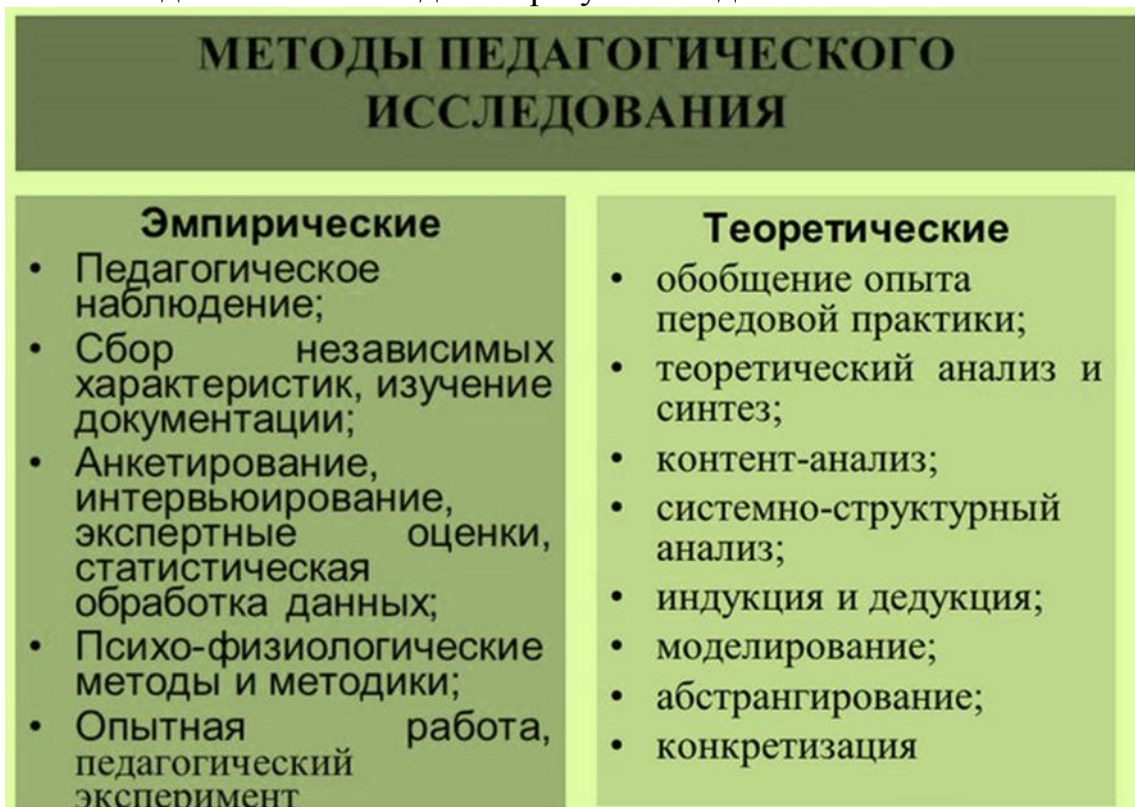 МЕТОДЫ ПЕДАГОГИЧЕСКОГО
ИССЛЕДОВАНИЯ
Эмпирические
• Педагогическое
наблюдение;
• Сбор независимых
характеристик, изучение
документации;
• Анкетирование,
интервьюирование,
экспертные оценки,
статистическая
обработка данных;
• Психо-физиологические
методы и методики;
• Опытная работа,
педагогический
эксперимент
Теоретические
• обобщение опыта
передовой практики;
• теоретический анализ и
синтез;
• контент-анализ;
• системно-структурный
анализ;
• индукция и дедукция;
• моделирование;
• абстрангирование;
• конкретизация